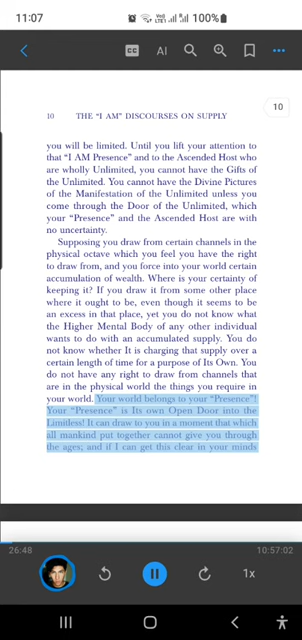 11:07
100%
CC
AI
10
10 THE “I AM” DISCOURSES ON SUPPLY
you will be limited. Until you lift your attention to
that “I AM Presence” and to the Ascended Host who
are wholly Unlimited, you cannot have the Gifts of
the Unlimited. You cannot have the Divine Pictures
of the Manifestation of the Unlimited unless you
come through the Door of the Unlimited, which
your “Presence” and the Ascended Host are with
no uncertainty.
Supposing you draw from certain channels in the
physical octave which you feel you have the right
to draw from, and you force into your world certain
accumulation of wealth. Where is your certainty of
keeping it? If you draw it from some other place
where it ought to be, even though it seems to be
an excess in that place, yet you do not know what
the Higher Mental Body of any other individual
wants to do with an accumulated supply. You do
not know whether It is charging that supply over a
certain length of time for a purpose of Its Own. You
do not have any right to draw from channels that
are in the physical world the things you require in
your world. Your world belongs to your “Presence”!
Your “Presence” is Its own Open Door into the
Limitless! It can draw to you in a moment that which
all mankind put together cannot give you through
the ages; and if I can get this clear in your minds
26:48
10:57:02
1x